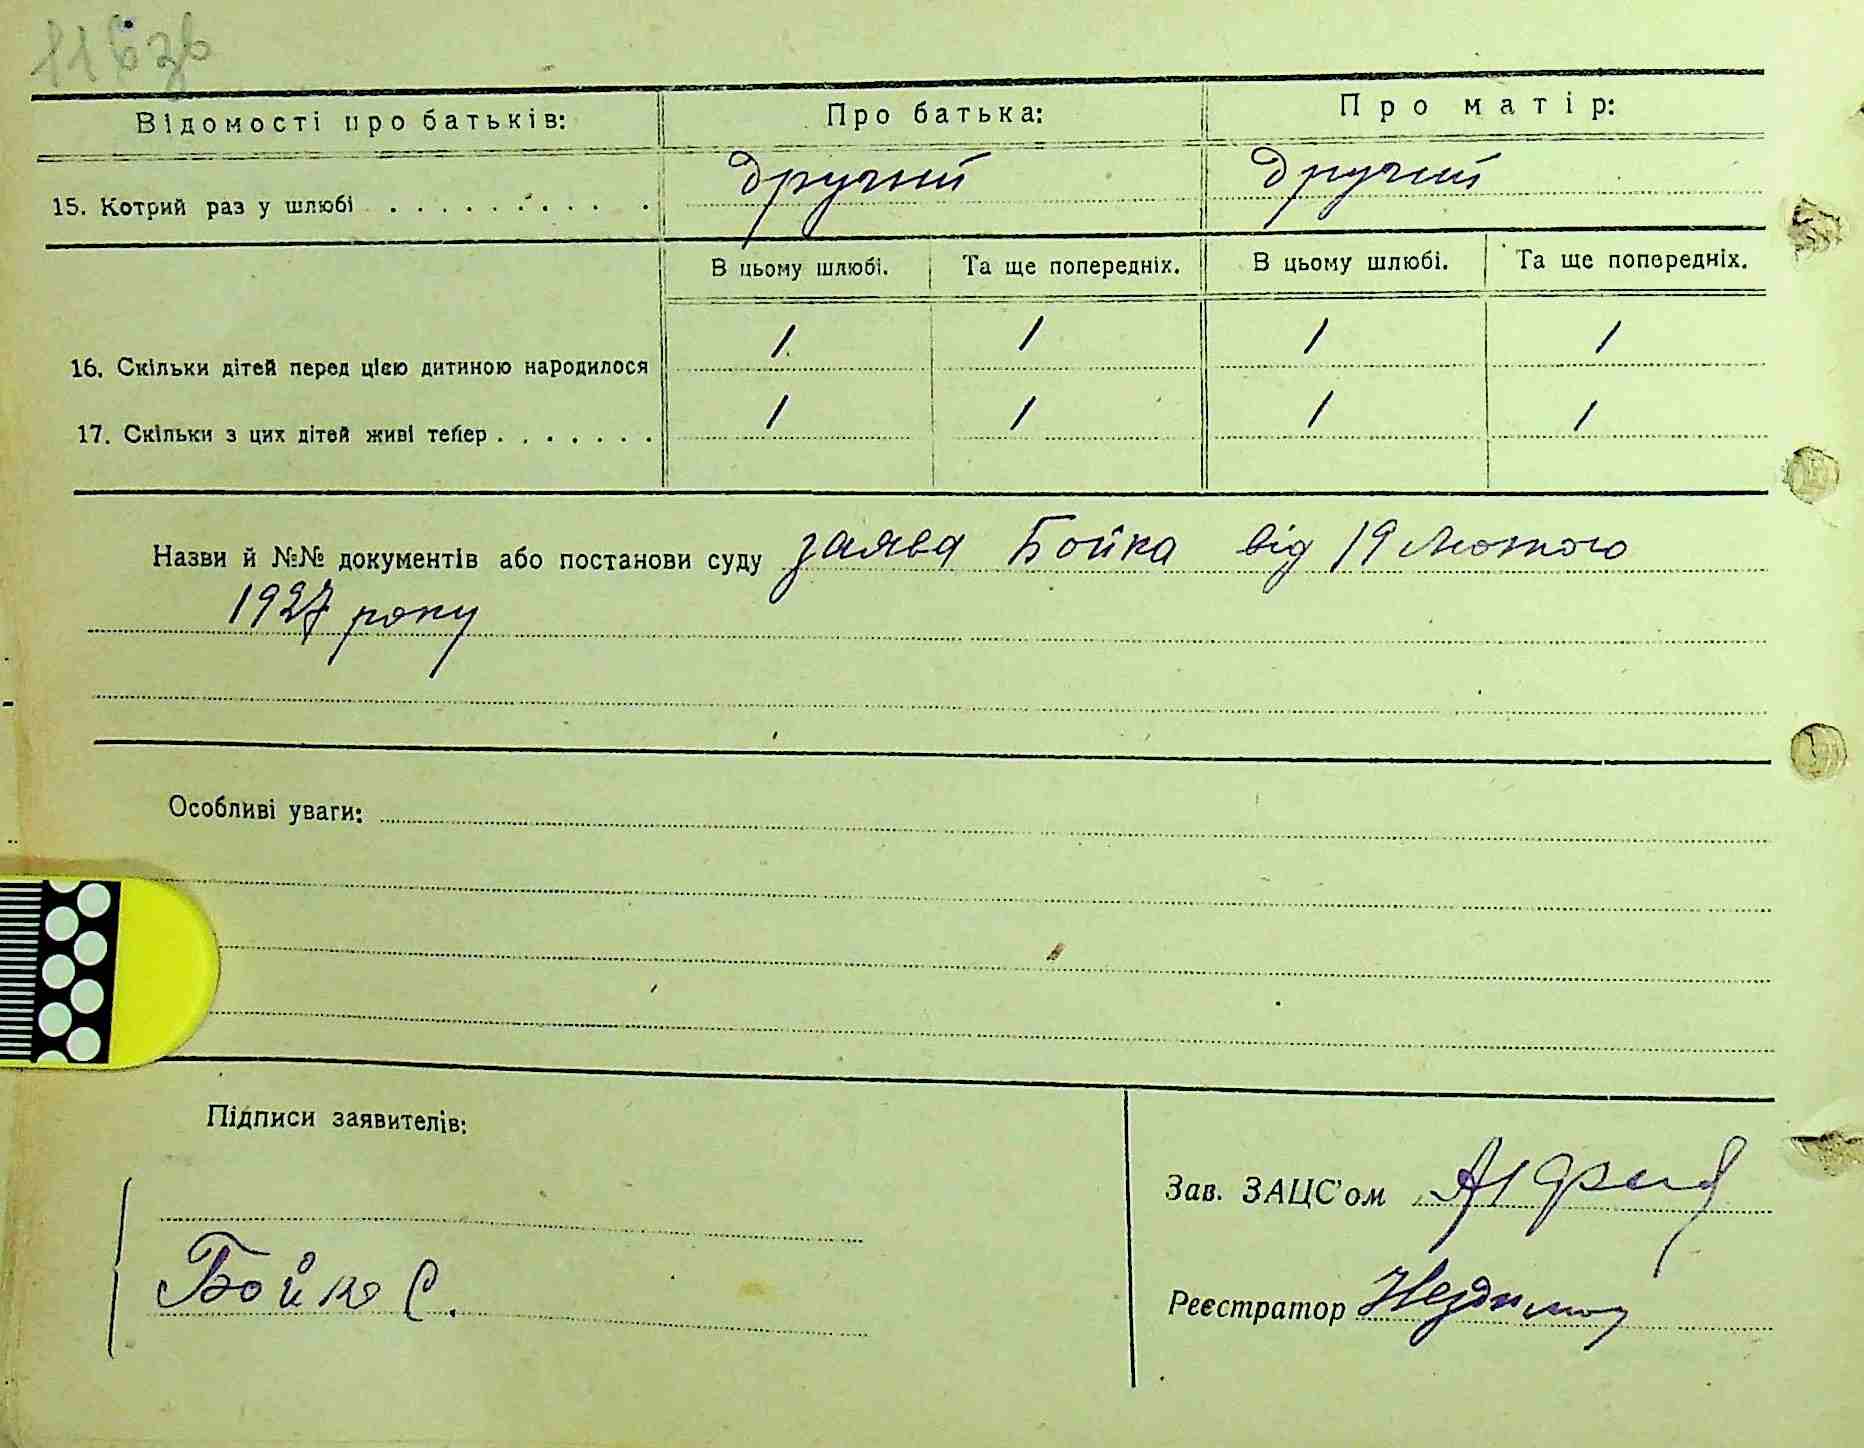 116зв
Відомості про батьків: Про батька: Про матір:
15. Котрий раз у шлюбі . . . . . . . . . . другий другий
В цьому шлюбі. Та ще попередніх. В цьому шлюбі. Та ще попередніх.
16. Скільки дітей перед цією дитиною народилося 1 1 1 1
17. Скільки з цих дітей живі тепер . . . . . . . 1 1 1 1
Назви й №№ документів або постанови суду заява Бойка від 19 лютого
1927 року
Особливі уваги:
Підписи заявителів:
Зав. ЗАЦС'ом
Бойко С.
Реєстратор